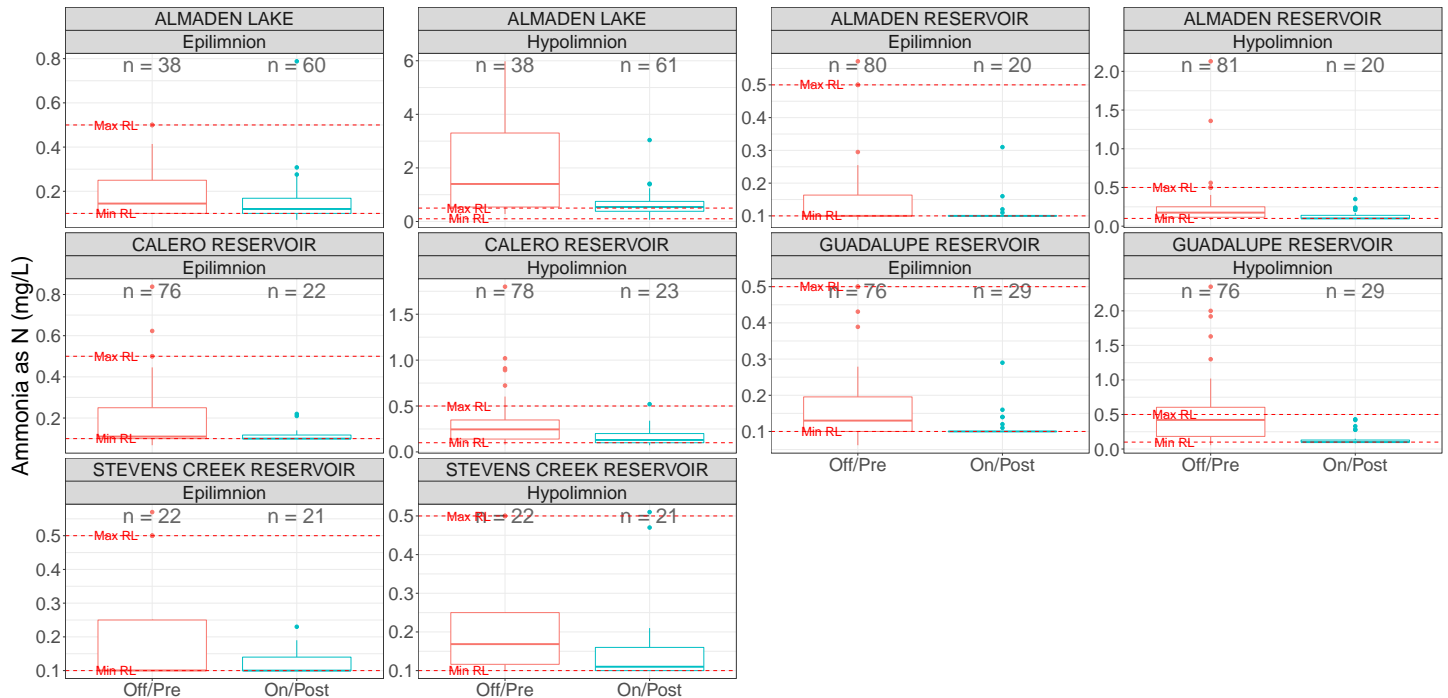 ALMADEN LAKE
Epilimnion
n = 38
n = 60
0.8
0.6
0.4
0.2
Max RL
Min RL
ALMADEN LAKE
Hypolimnion
n = 38
n = 61
6
4
2
0
Max RL
Min RL
ALMADEN RESERVOIR
Epilimnion
n = 80
n = 20
0.5
0.4
0.3
0.2
0.1
Max RL
Min RL
ALMADEN RESERVOIR
Hypolimnion
n = 81
n = 20
2.0
1.5
1.0
0.5
0.0
Max RL
Min RL
Ammonia as N (mg/L)
CALERO RESERVOIR
Epilimnion
n = 76
n = 22
0.8
0.6
0.4
0.2
Max RL
Min RL
CALERO RESERVOIR
Hypolimnion
n = 78
n = 23
1.5
1.0
0.5
0.0
Max RL
Min RL
GUADALUPE RESERVOIR
Epilimnion
n = 76
n = 29
0.5
0.4
0.3
0.2
0.1
Max RL
Min RL
Off/Pre
On/Post
GUADALUPE RESERVOIR
Hypolimnion
n = 76
n = 29
2.0
1.5
1.0
0.5
0.0
Max RL
Min RL
Off/Pre
On/Post
STEVENS CREEK RESERVOIR
Epilimnion
n = 22
n = 21
0.5
0.4
0.3
0.2
0.1
Max RL
Min RL
Off/Pre
On/Post
STEVENS CREEK RESERVOIR
Hypolimnion
n = 22
n = 21
0.5
0.4
0.3
0.2
0.1
Max RL
Min RL
Off/Pre
On/Post